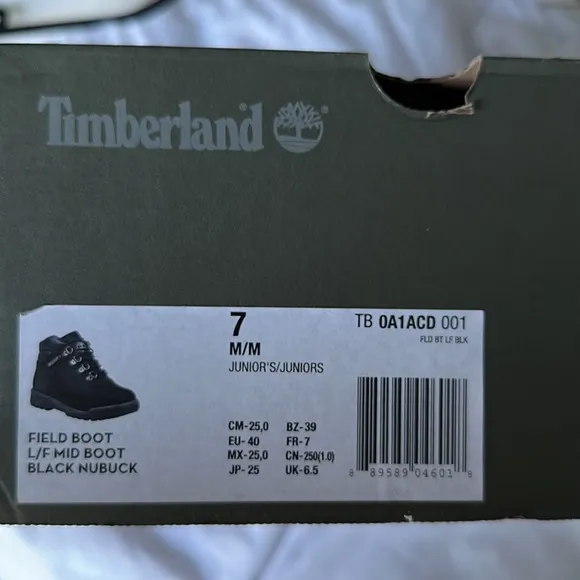 Timberland®
7
M/M
JUNIOR'S/JUNIORS
TB 0A1ACD 001
FLD BT LF BLK
FIELD BOOT
L/F MID BOOT
BLACK NUBUCK
CM-25,0 BZ-39
EU-40 FR-7
MX-25,0 CN-250(1.0)
JP-25 UK-6.5
8 89589 04601 8